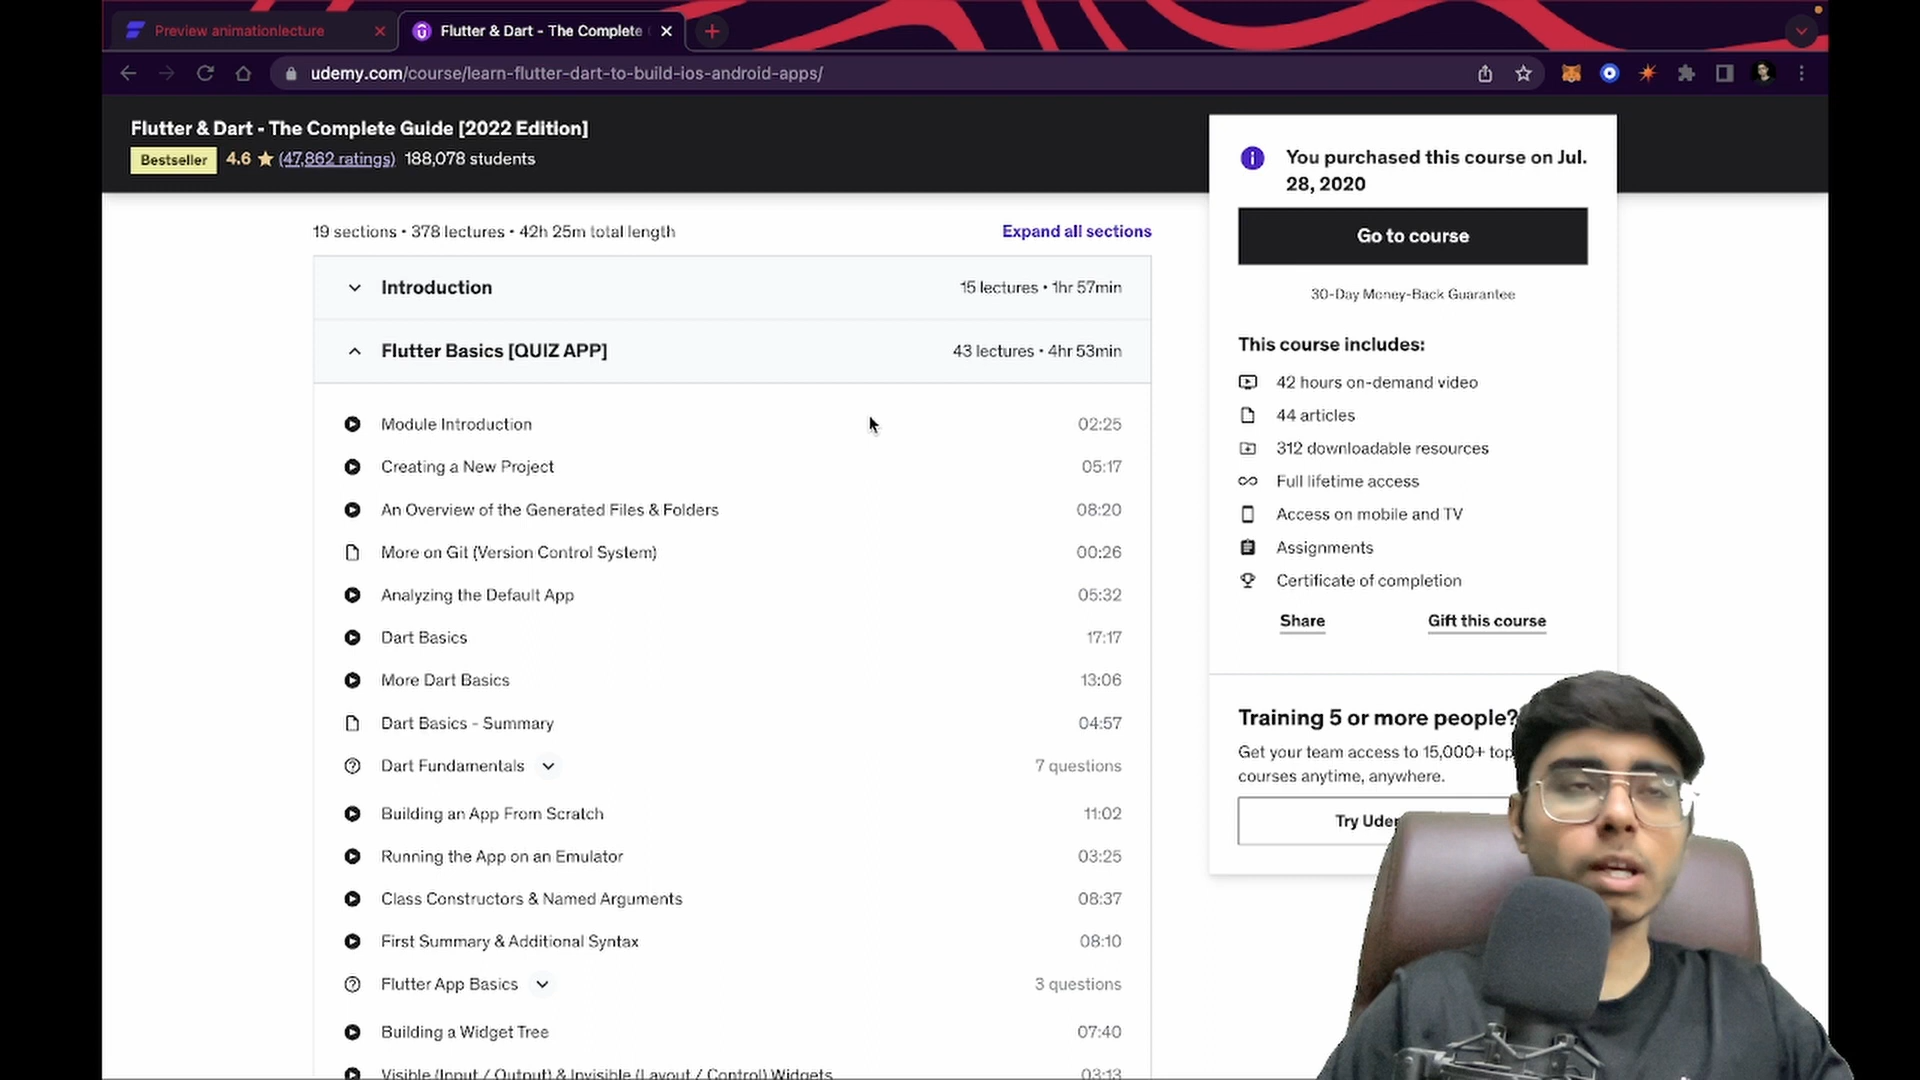 Preview animationlecture
Flutter & Dart - The Complete
udemy.com/course/learn-flutter-dart-to-build-ios-android-apps/
Flutter & Dart - The Complete Guide [2022 Edition]
Bestseller 4.6 (47,862 ratings) 188,078 students
19 sections • 378 lectures • 42h 25m total length
Expand all sections
Introduction 15 lectures • 1hr 57min
Flutter Basics [QUIZ APP] 43 lectures • 4hr 53min
Module Introduction 02:25
Creating a New Project 05:17
An Overview of the Generated Files & Folders 08:20
More on Git (Version Control System) 00:26
Analyzing the Default App 05:32
Dart Basics 17:17
More Dart Basics 13:06
Dart Basics - Summary 04:57
Dart Fundamentals 7 questions
Building an App From Scratch 11:02
Running the App on an Emulator 03:25
Class Constructors & Named Arguments 08:37
First Summary & Additional Syntax 08:10
Flutter App Basics 3 questions
Building a Widget Tree 07:40
Visible (Input / Output) & Invisible (Layout / Control) Widgets 03:13
You purchased this course on Jul.
28, 2020
Go to course
30-Day Money-Back Guarantee
This course includes:
42 hours on-demand video
44 articles
312 downloadable resources
Full lifetime access
Access on mobile and TV
Assignments
Certificate of completion
Share Gift this course
Training 5 or more people?
Get your team access to 15,000+ top
courses anytime, anywhere.
Try